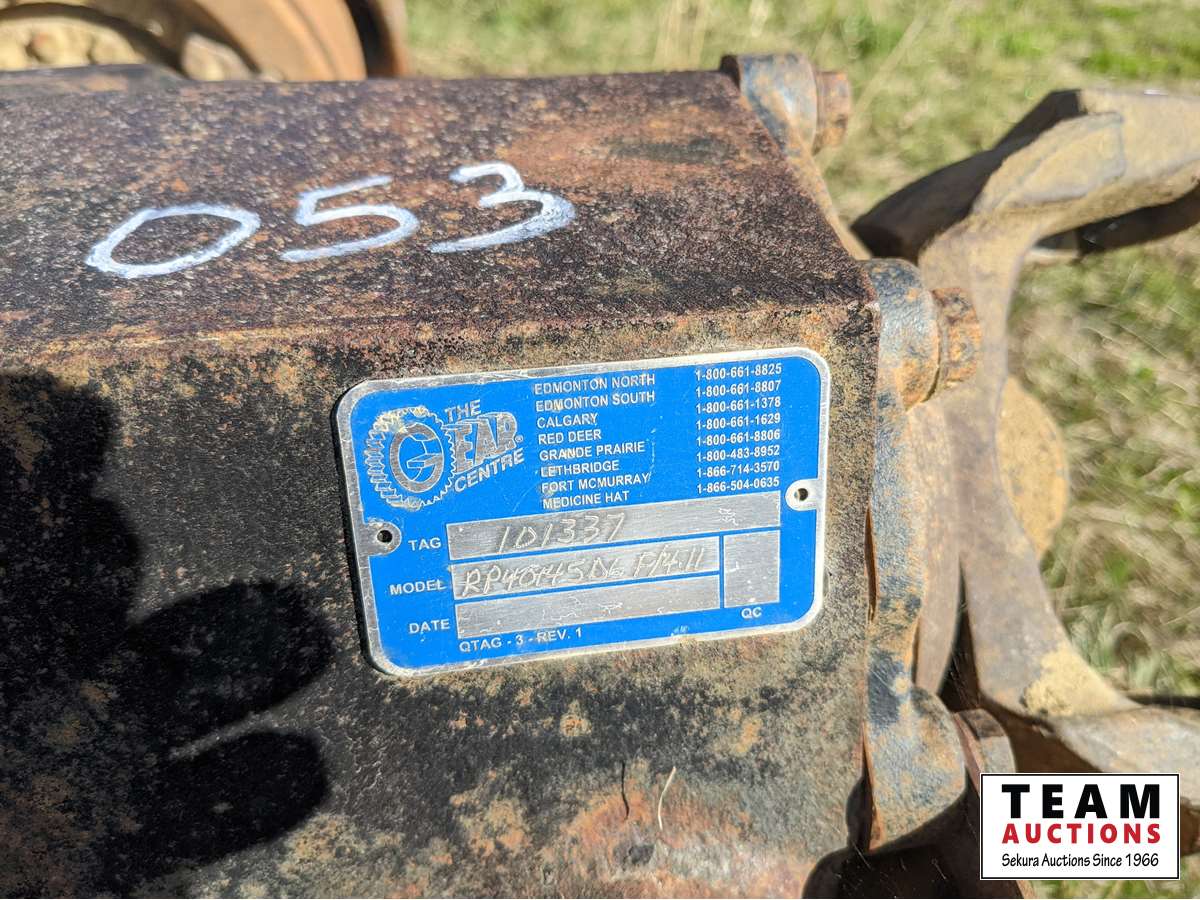 053
THE
GEAR®
CENTRE
EDMONTON NORTH 1-800-661-8825
EDMONTON SOUTH 1-800-661-8807
CALGARY 1-800-661-1378
RED DEER 1-800-661-1629
GRANDE PRAIRIE 1-800-661-8806
LETHBRIDGE 1-800-483-8952
FORT MCMURRAY 1-866-714-3570
MEDICINE HAT 1-866-504-0635
TAG 101337
MODEL
DATE
QC
QTAG - 3 - REV. 1
TEAM
AUCTIONS
Sekura Auctions Since 1966